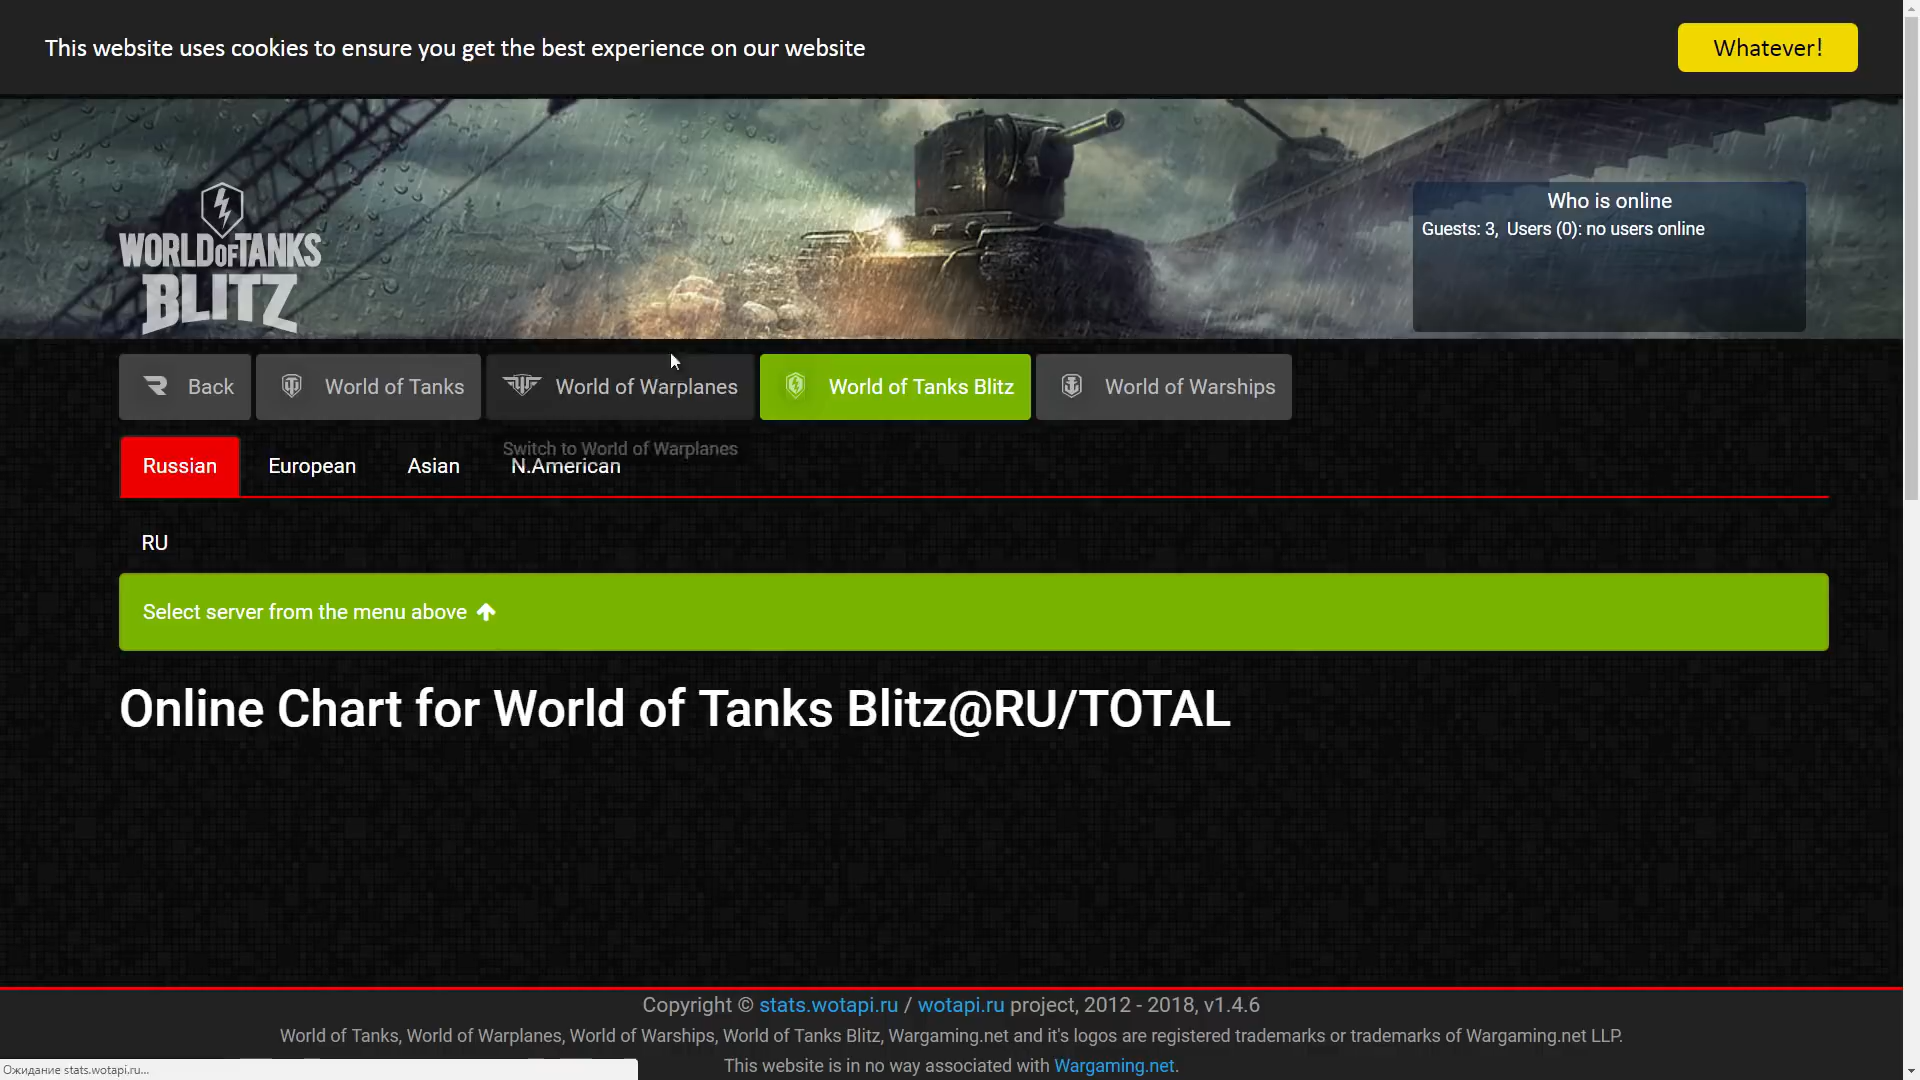 This website uses cookies to ensure you get the best experience on our website
Whatever!
WORLD OF TANKS
BLITZ
Who is online
Guests: 3, Users (0): no users online
Back
World of Tanks
World of Warplanes
World of Tanks Blitz
World of Warships
Switch to World of Warplanes
Russian
European
Asian
N.American
RU
Select server from the menu above
Online Chart for World of Tanks Blitz@RU/TOTAL
Copyright © stats.wotapi.ru / wotapi.ru project, 2012 - 2018, v1.4.6
World of Tanks, World of Warplanes, World of Warships, World of Tanks Blitz, Wargaming.net and it's logos are registered trademarks or trademarks of Wargaming.net LLP.
This website is in no way associated with Wargaming.net.
Ожидание stats.wotapi.ru...